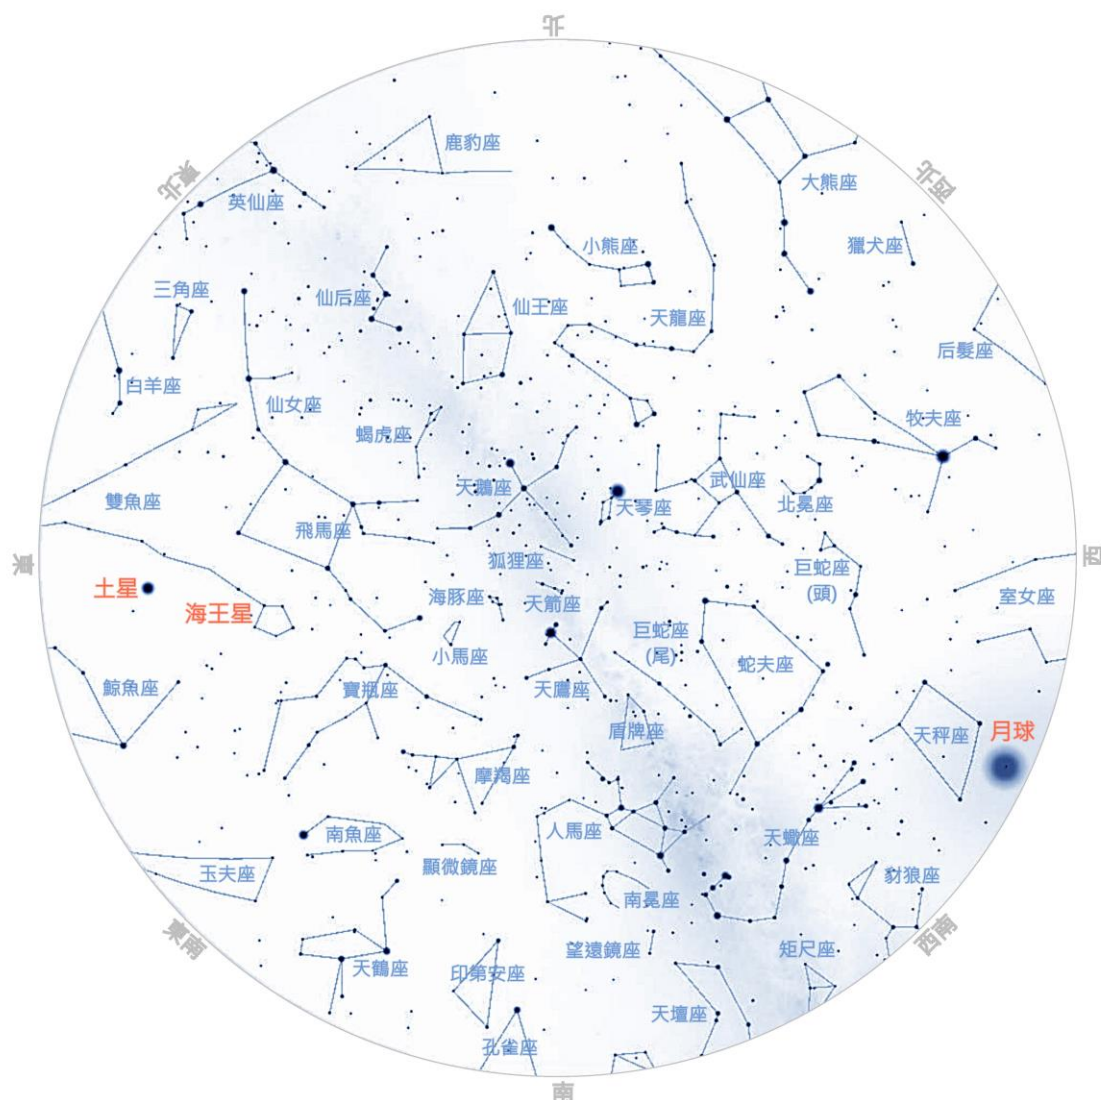 北
鹿豹座
東北
西北
大熊座
英仙座
小熊座
獵犬座
三角座
仙后座
仙王座
天龍座
后髮座
白羊座
仙女座
牧夫座
蝎虎座
天鵝座
武仙座
雙魚座
天琴座
北冕座
飛馬座
狐狸座
西
東
巨蛇座
(頭)
土星
海豚座
天箭座
室女座
海王星
巨蛇座
(尾)
小馬座
蛇夫座
鯨魚座
寶瓶座
天鷹座
盾牌座
天秤座
月球
摩羯座
人馬座
南魚座
天蠍座
顯微鏡座
玉夫座
豺狼座
南冕座
東南
西南
望遠鏡座
矩尺座
天鶴座
印第安座
天壇座
孔雀座
南